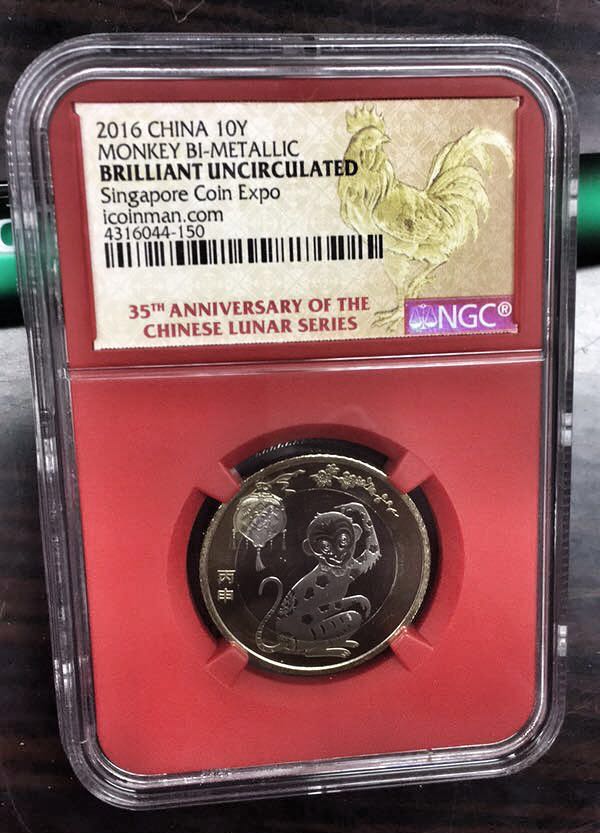 2016 CHINA 10Y
MONKEY BI-METALLIC
BRILLIANT UNCIRCULATED
Singapore Coin Expo
icoinman.com
4316044-150
35TH ANNIVERSARY OF THE
CHINESE LUNAR SERIES
NGC®
丙
申